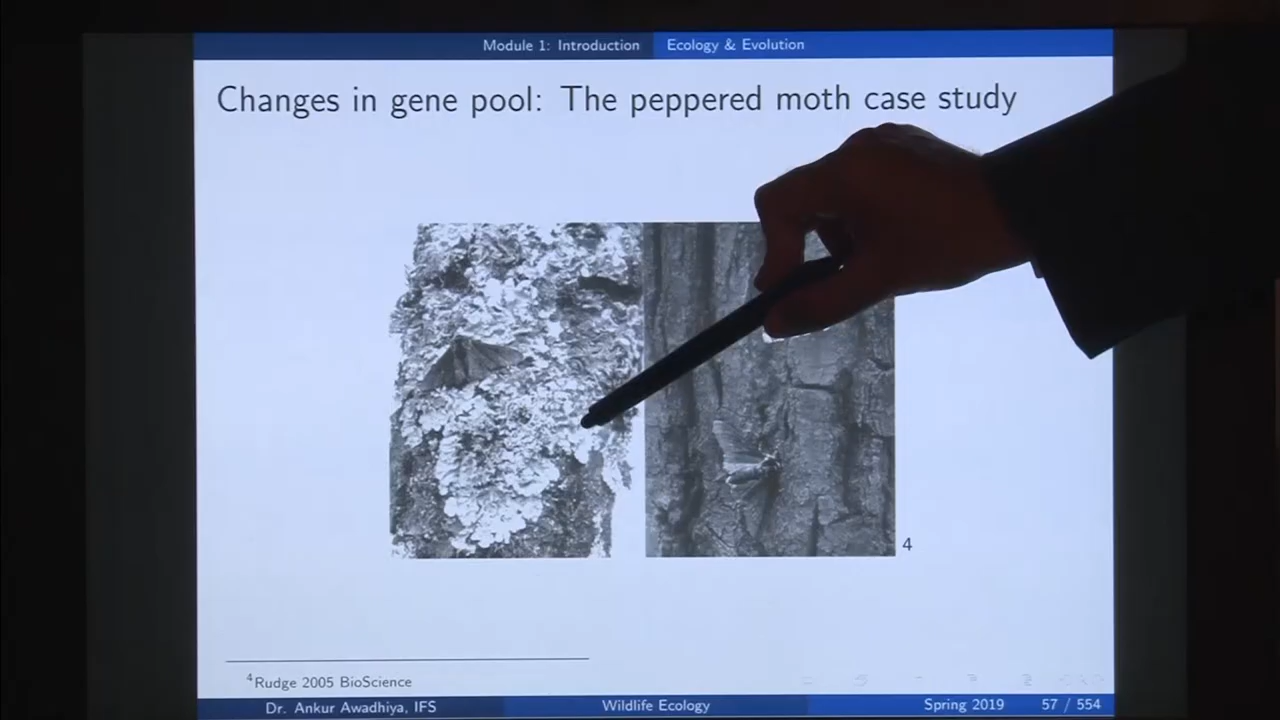 Module 1: Introduction Ecology & Evolution
Changes in gene pool: The peppered moth case study
4
4Rudge 2005 BioScience
Dr. Ankur Awadhiya, IFS Wildlife Ecology Spring 2019 57 / 554